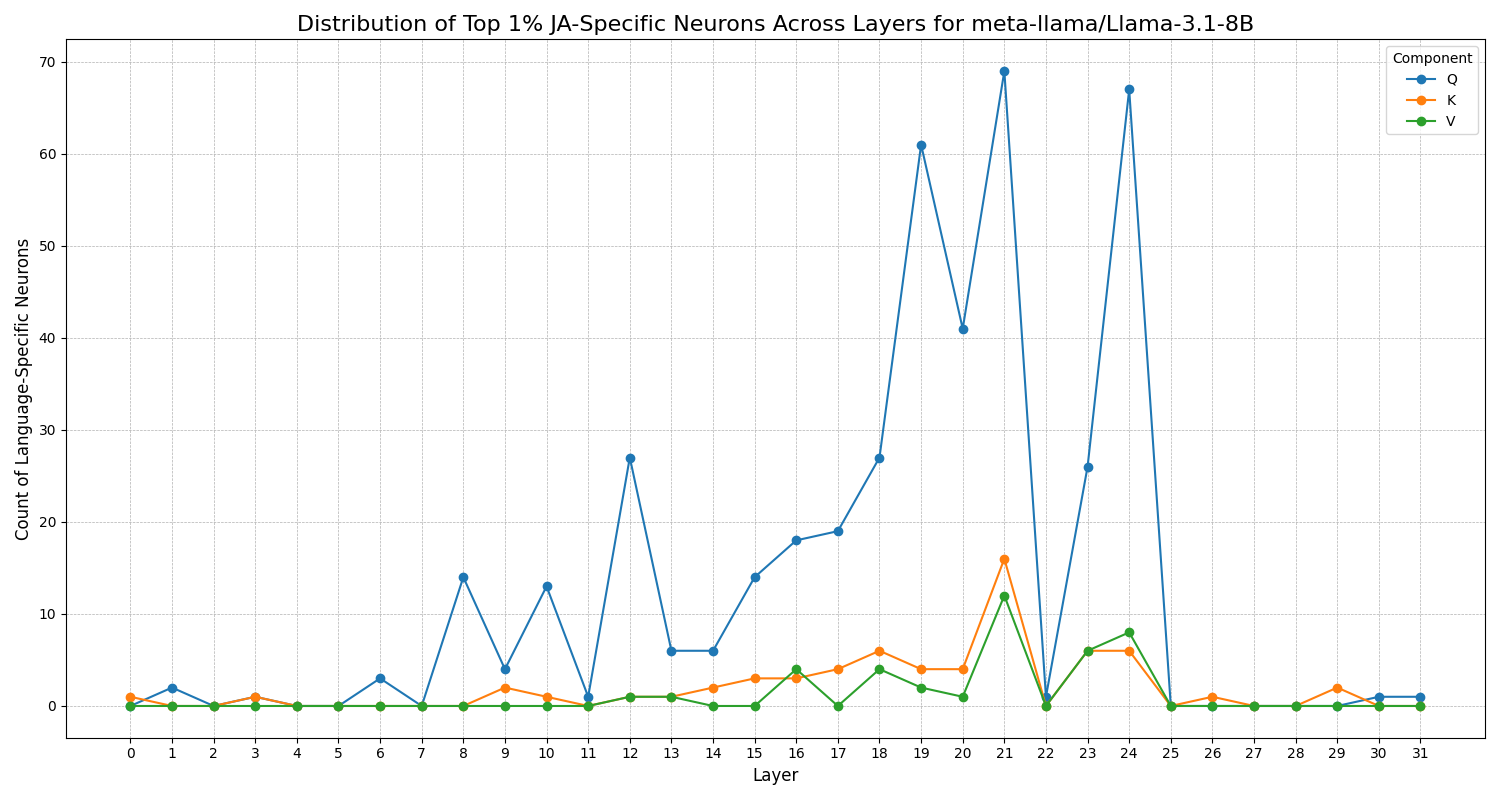 Distribution of Top 1% JA-Specific Neurons Across Layers for meta-llama/Llama-3.1-8B
Component
Q
K
V
Count of Language-Specific Neurons
70
60
50
40
30
20
10
0
0 1 2 3 4 5 6 7 8 9 10 11 12 13 14 15 16 17 18 19 20 21 22 23 24 25 26 27 28 29 30 31
Layer